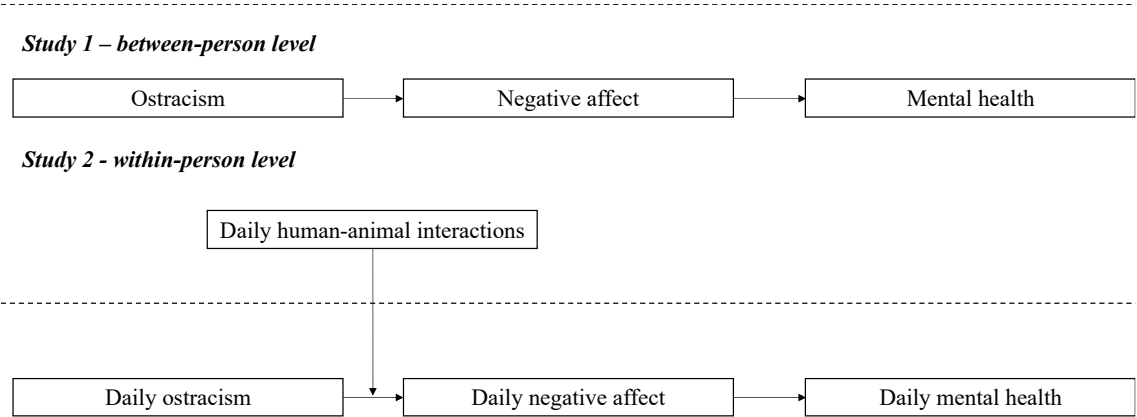 Study 1 – between-person level
Ostracism
Negative affect
Mental health
Study 2 - within-person level
Daily human-animal interactions
Daily ostracism
Daily negative affect
Daily mental health